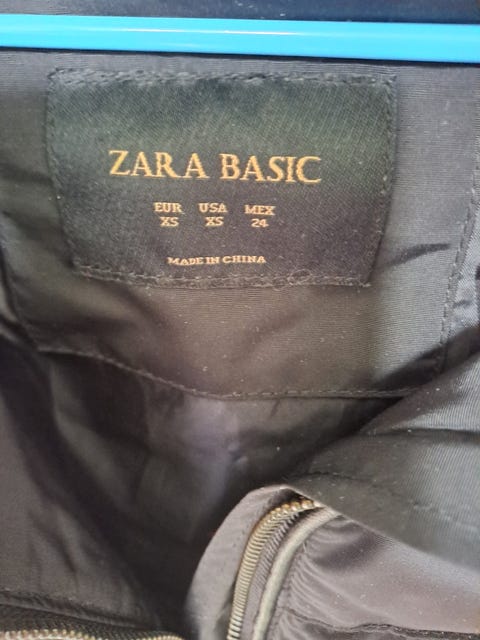 ZARA BASIC
EUR USA MEX
XS XS 24
MADE IN CHINA